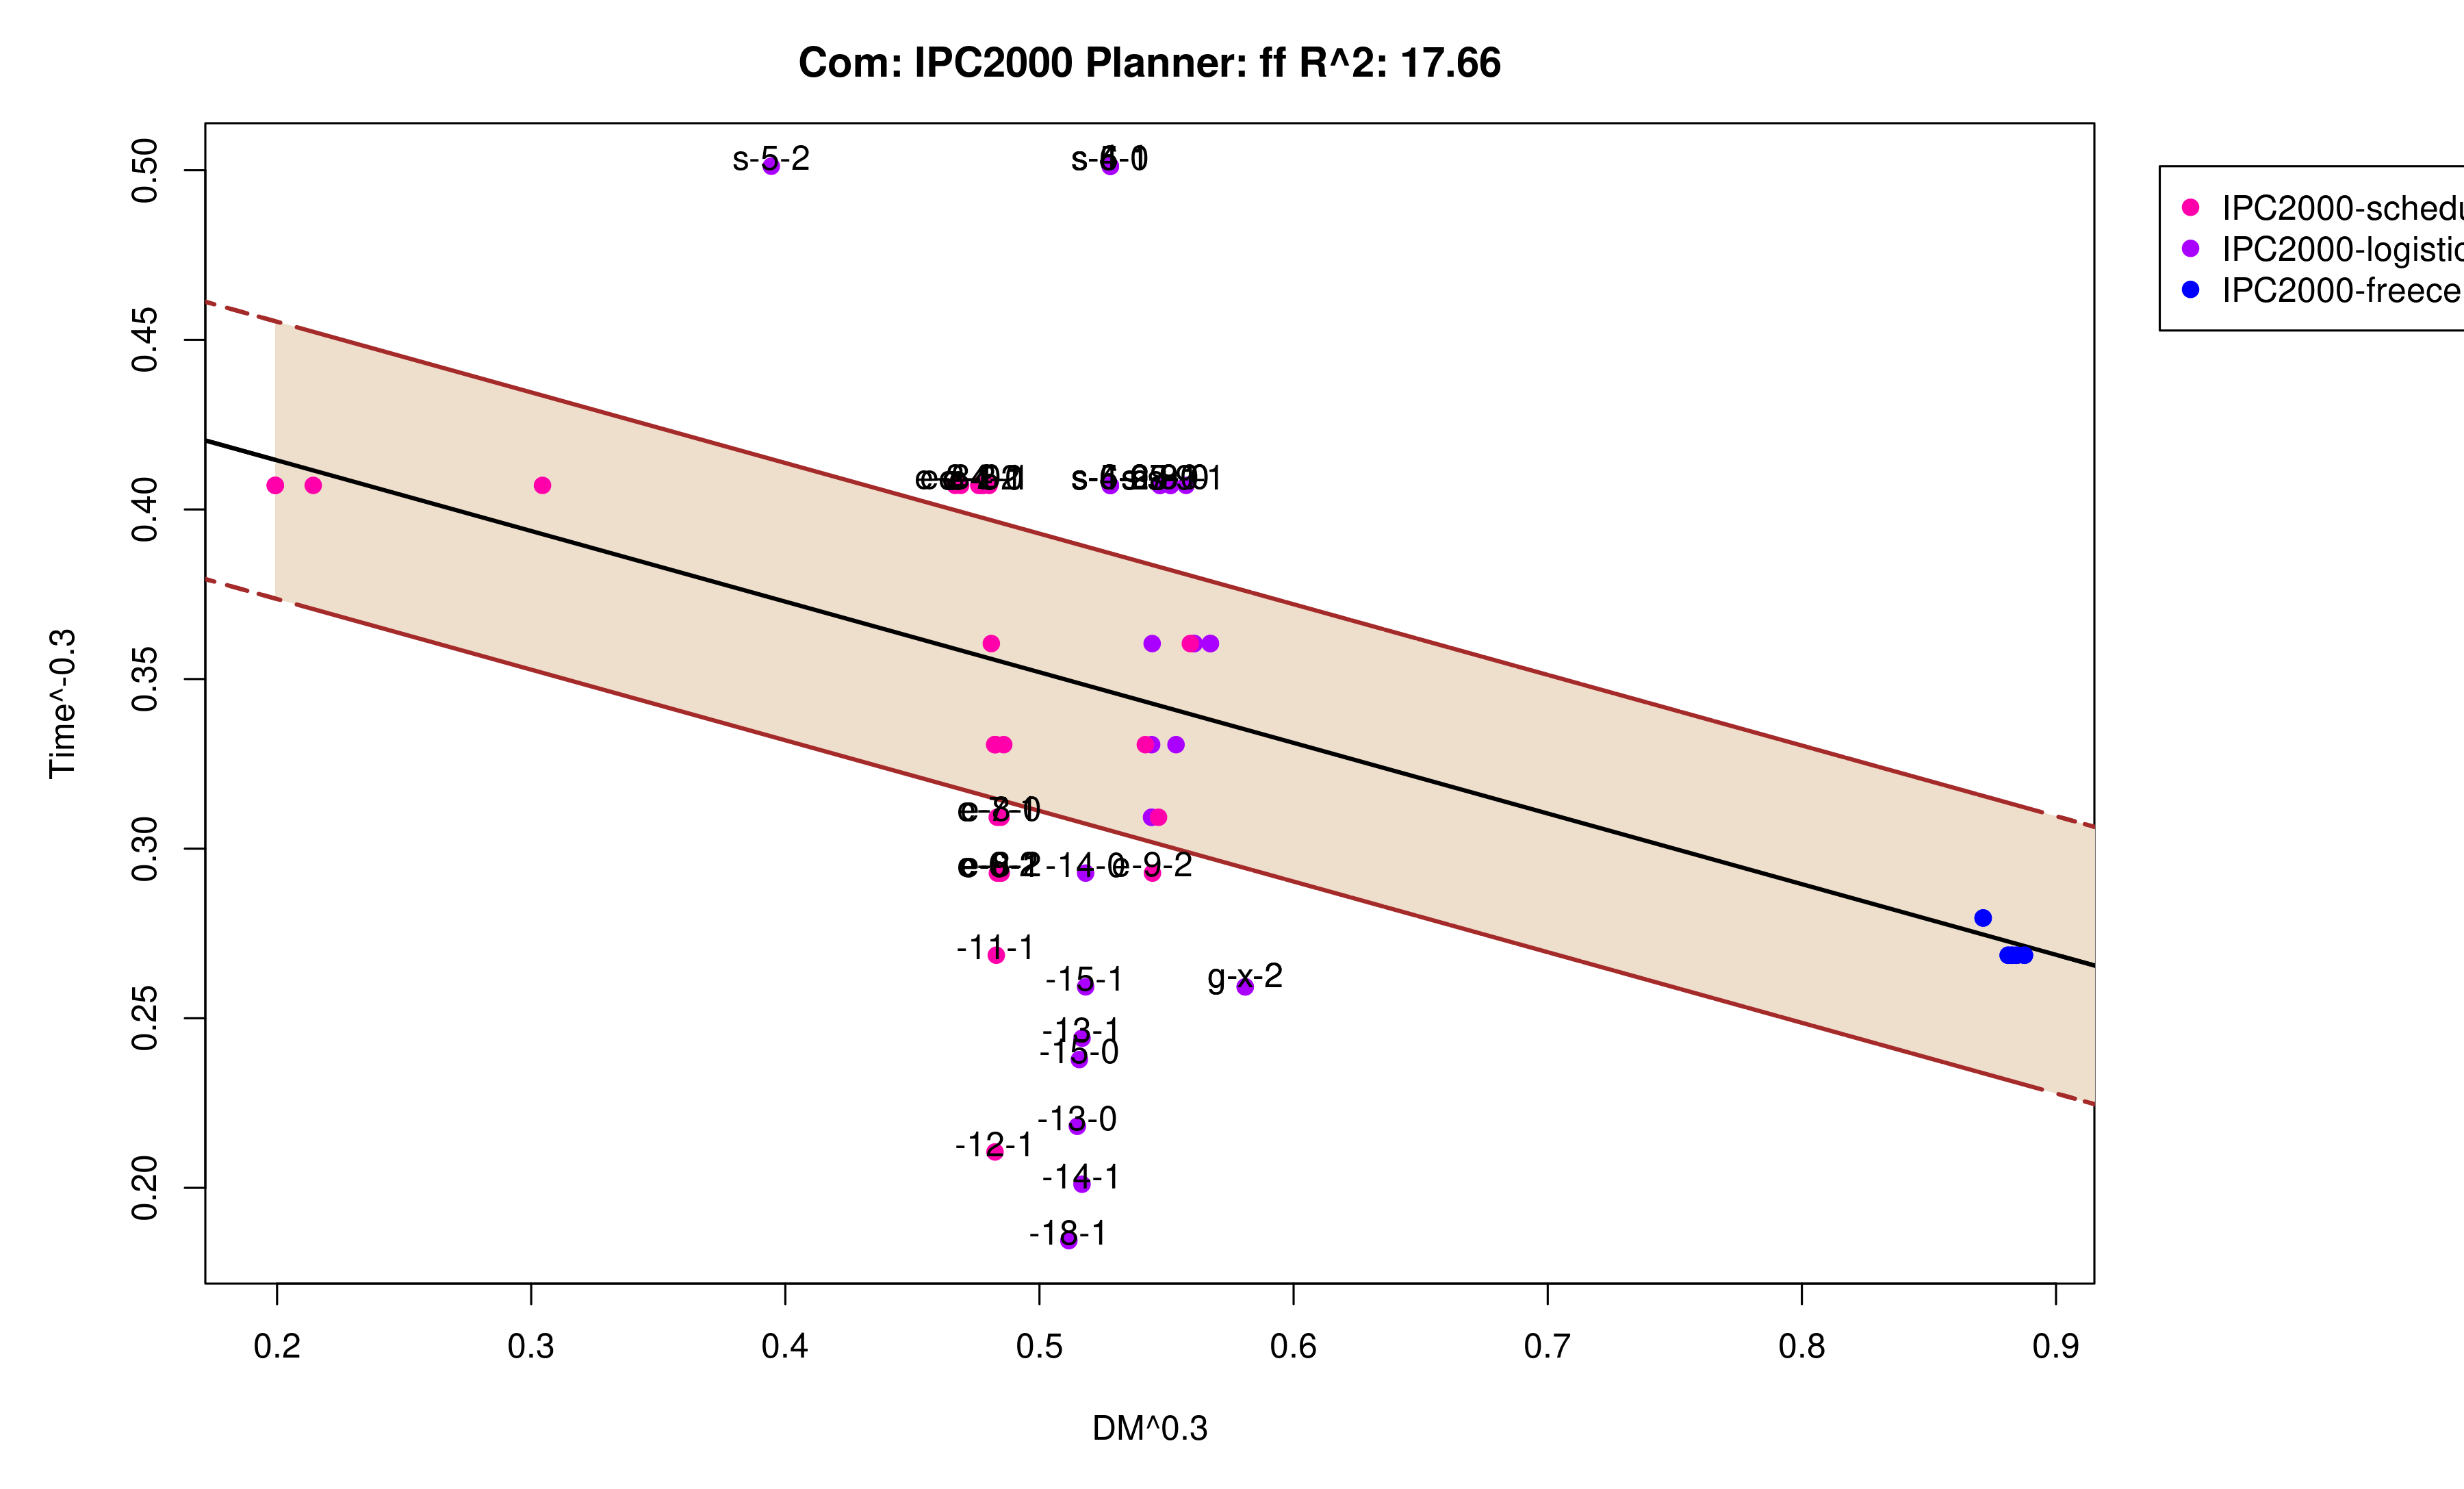 Com: IPC2000 Planner: ff R^2: 17.66
IPC2000-schedu
IPC2000-logistic
IPC2000-freece
Time^-0.3
0.50
0.45
0.40
0.35
0.30
0.25
0.20
s-5-2
-14-0
e-9-2
-11-1
-15-1
g-x-2
-13-1
-15-0
-13-0
-12-1
-14-1
-18-1
0.2 0.3 0.4 0.5 0.6 0.7 0.8 0.9
DM^0.3